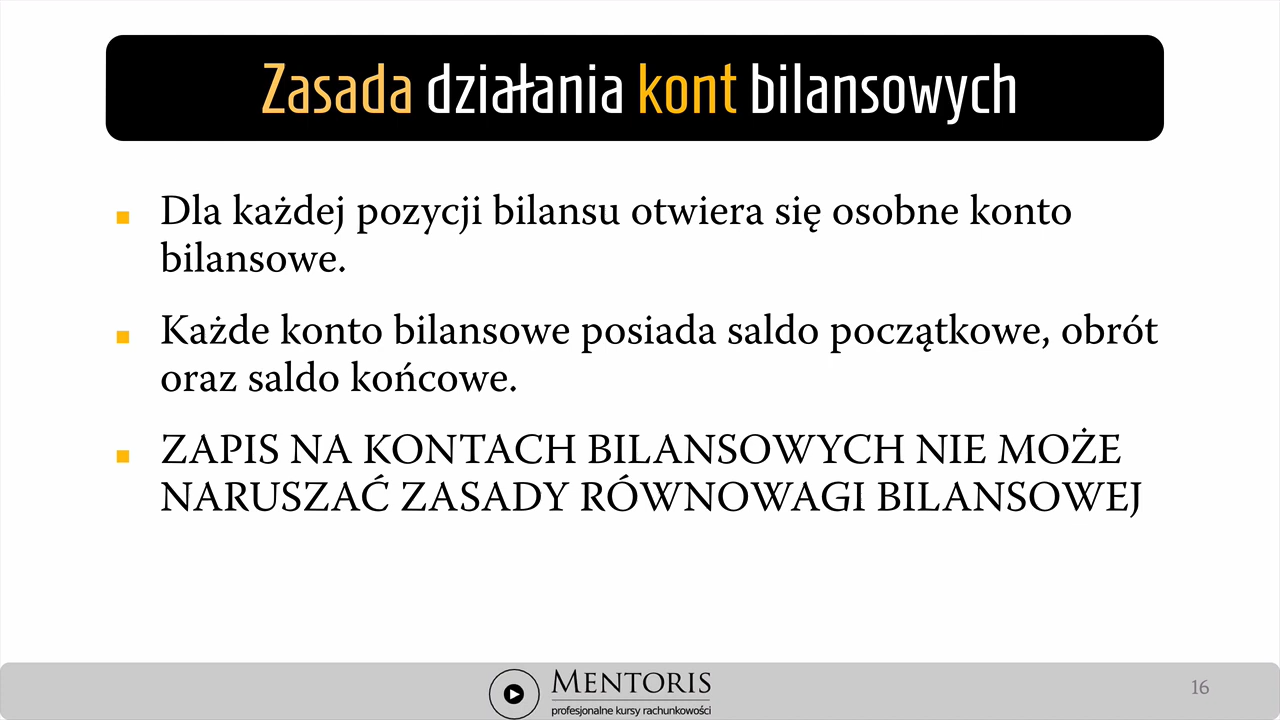 Zasada działania kont bilansowych
Dla każdej pozycji bilansu otwiera się osobne konto
bilansowe.
Każde konto bilansowe posiada saldo początkowe, obrót
oraz saldo końcowe.
ZAPIS NA KONTACH BILANSOWYCH NIE MOŻE
NARUSZAĆ ZASADY RÓWNOWAGI BILANSOWEJ
MENTORIS
profesjonalne kursy rachunkowości
16